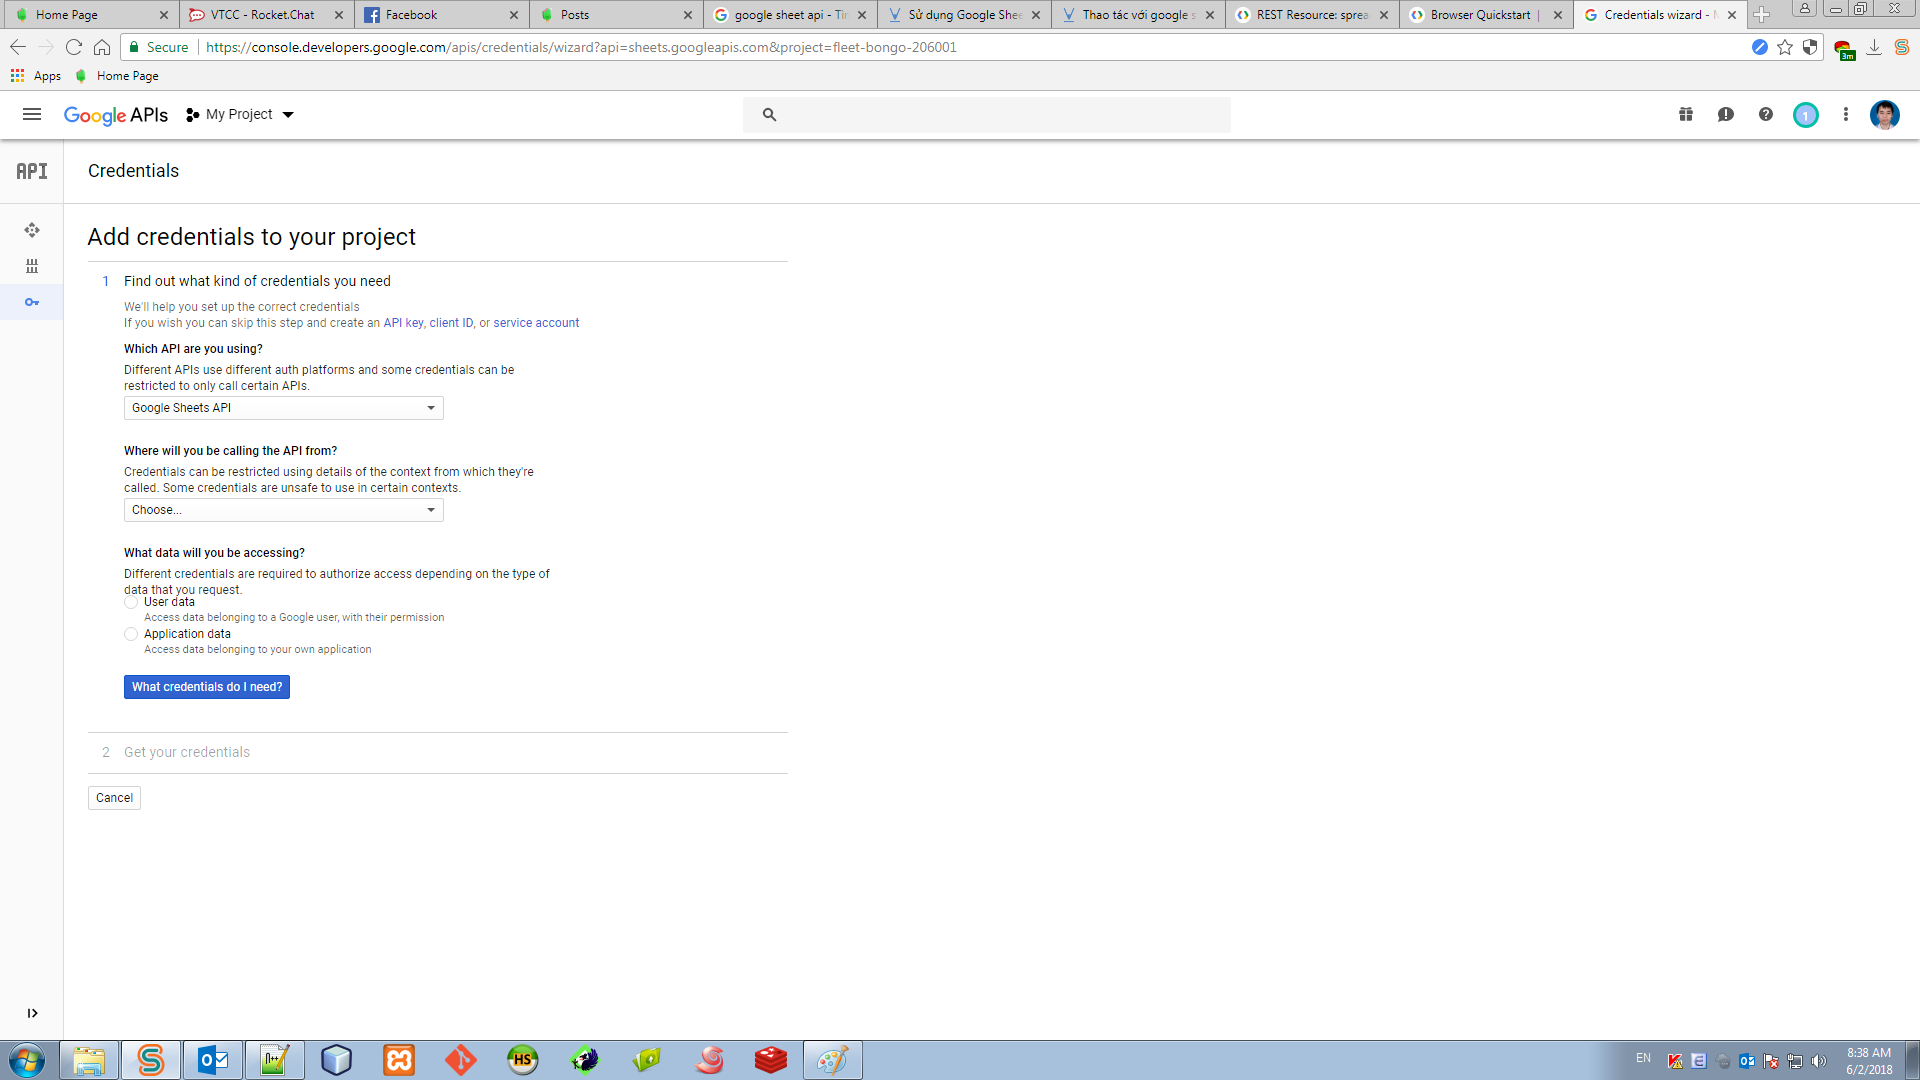 Home Page
VTCC - Rocket.Chat
Facebook
Posts
google sheet api - Tìr
Sử dụng Google Shee
Thao tác với google s
REST Resource: sprea
Browser Quickstart |
Credentials wizard - M
Secure https://console.developers.google.com/apis/credentials/wizard?api=sheets.googleapis.com&project=fleet-bongo-206001
3m
Apps
Home Page
Google APIs
My Project
1
API
Credentials
Add credentials to your project
1 Find out what kind of credentials you need
We'll help you set up the correct credentials
If you wish you can skip this step and create an API key, client ID, or service account
Which API are you using?
Different APIs use different auth platforms and some credentials can be
restricted to only call certain APIs.
Google Sheets API
Where will you be calling the API from?
Credentials can be restricted using details of the context from which they're
called. Some credentials are unsafe to use in certain contexts.
Choose...
What data will you be accessing?
Different credentials are required to authorize access depending on the type of
data that you request.
User data
Access data belonging to a Google user, with their permission
Application data
Access data belonging to your own application
What credentials do I need?
2 Get your credentials
Cancel
HS
EN
8:38 AM
6/2/2018